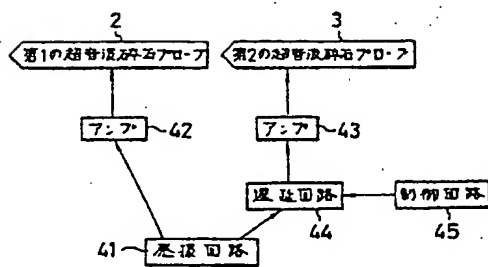 2
3
第1の超音波砕石プローブ
第2の超音波砕石プローブ
アンプ
42
アンプ
43
遅延回路
制御回路
44
45
41
発振回路